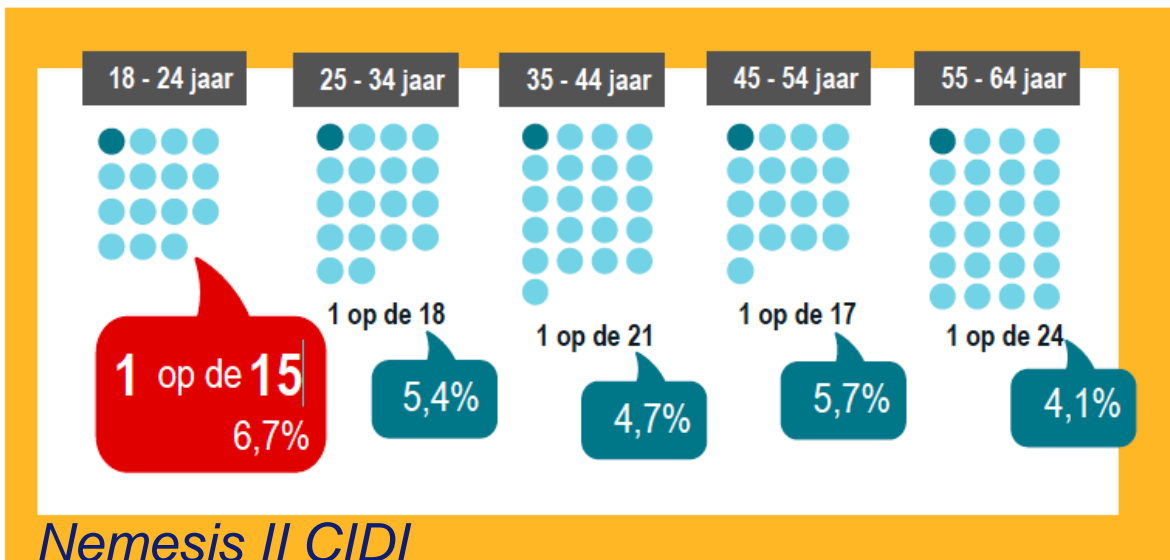 18 - 24 jaar
25 - 34 jaar
35 - 44 jaar
45 - 54 jaar
55 - 64 jaar
1 op de 15
6,7%
1 op de 18
5,4%
1 op de 21
4,7%
1 op de 17
5,7%
1 op de 24
4,1%
Nemesis II CIDI